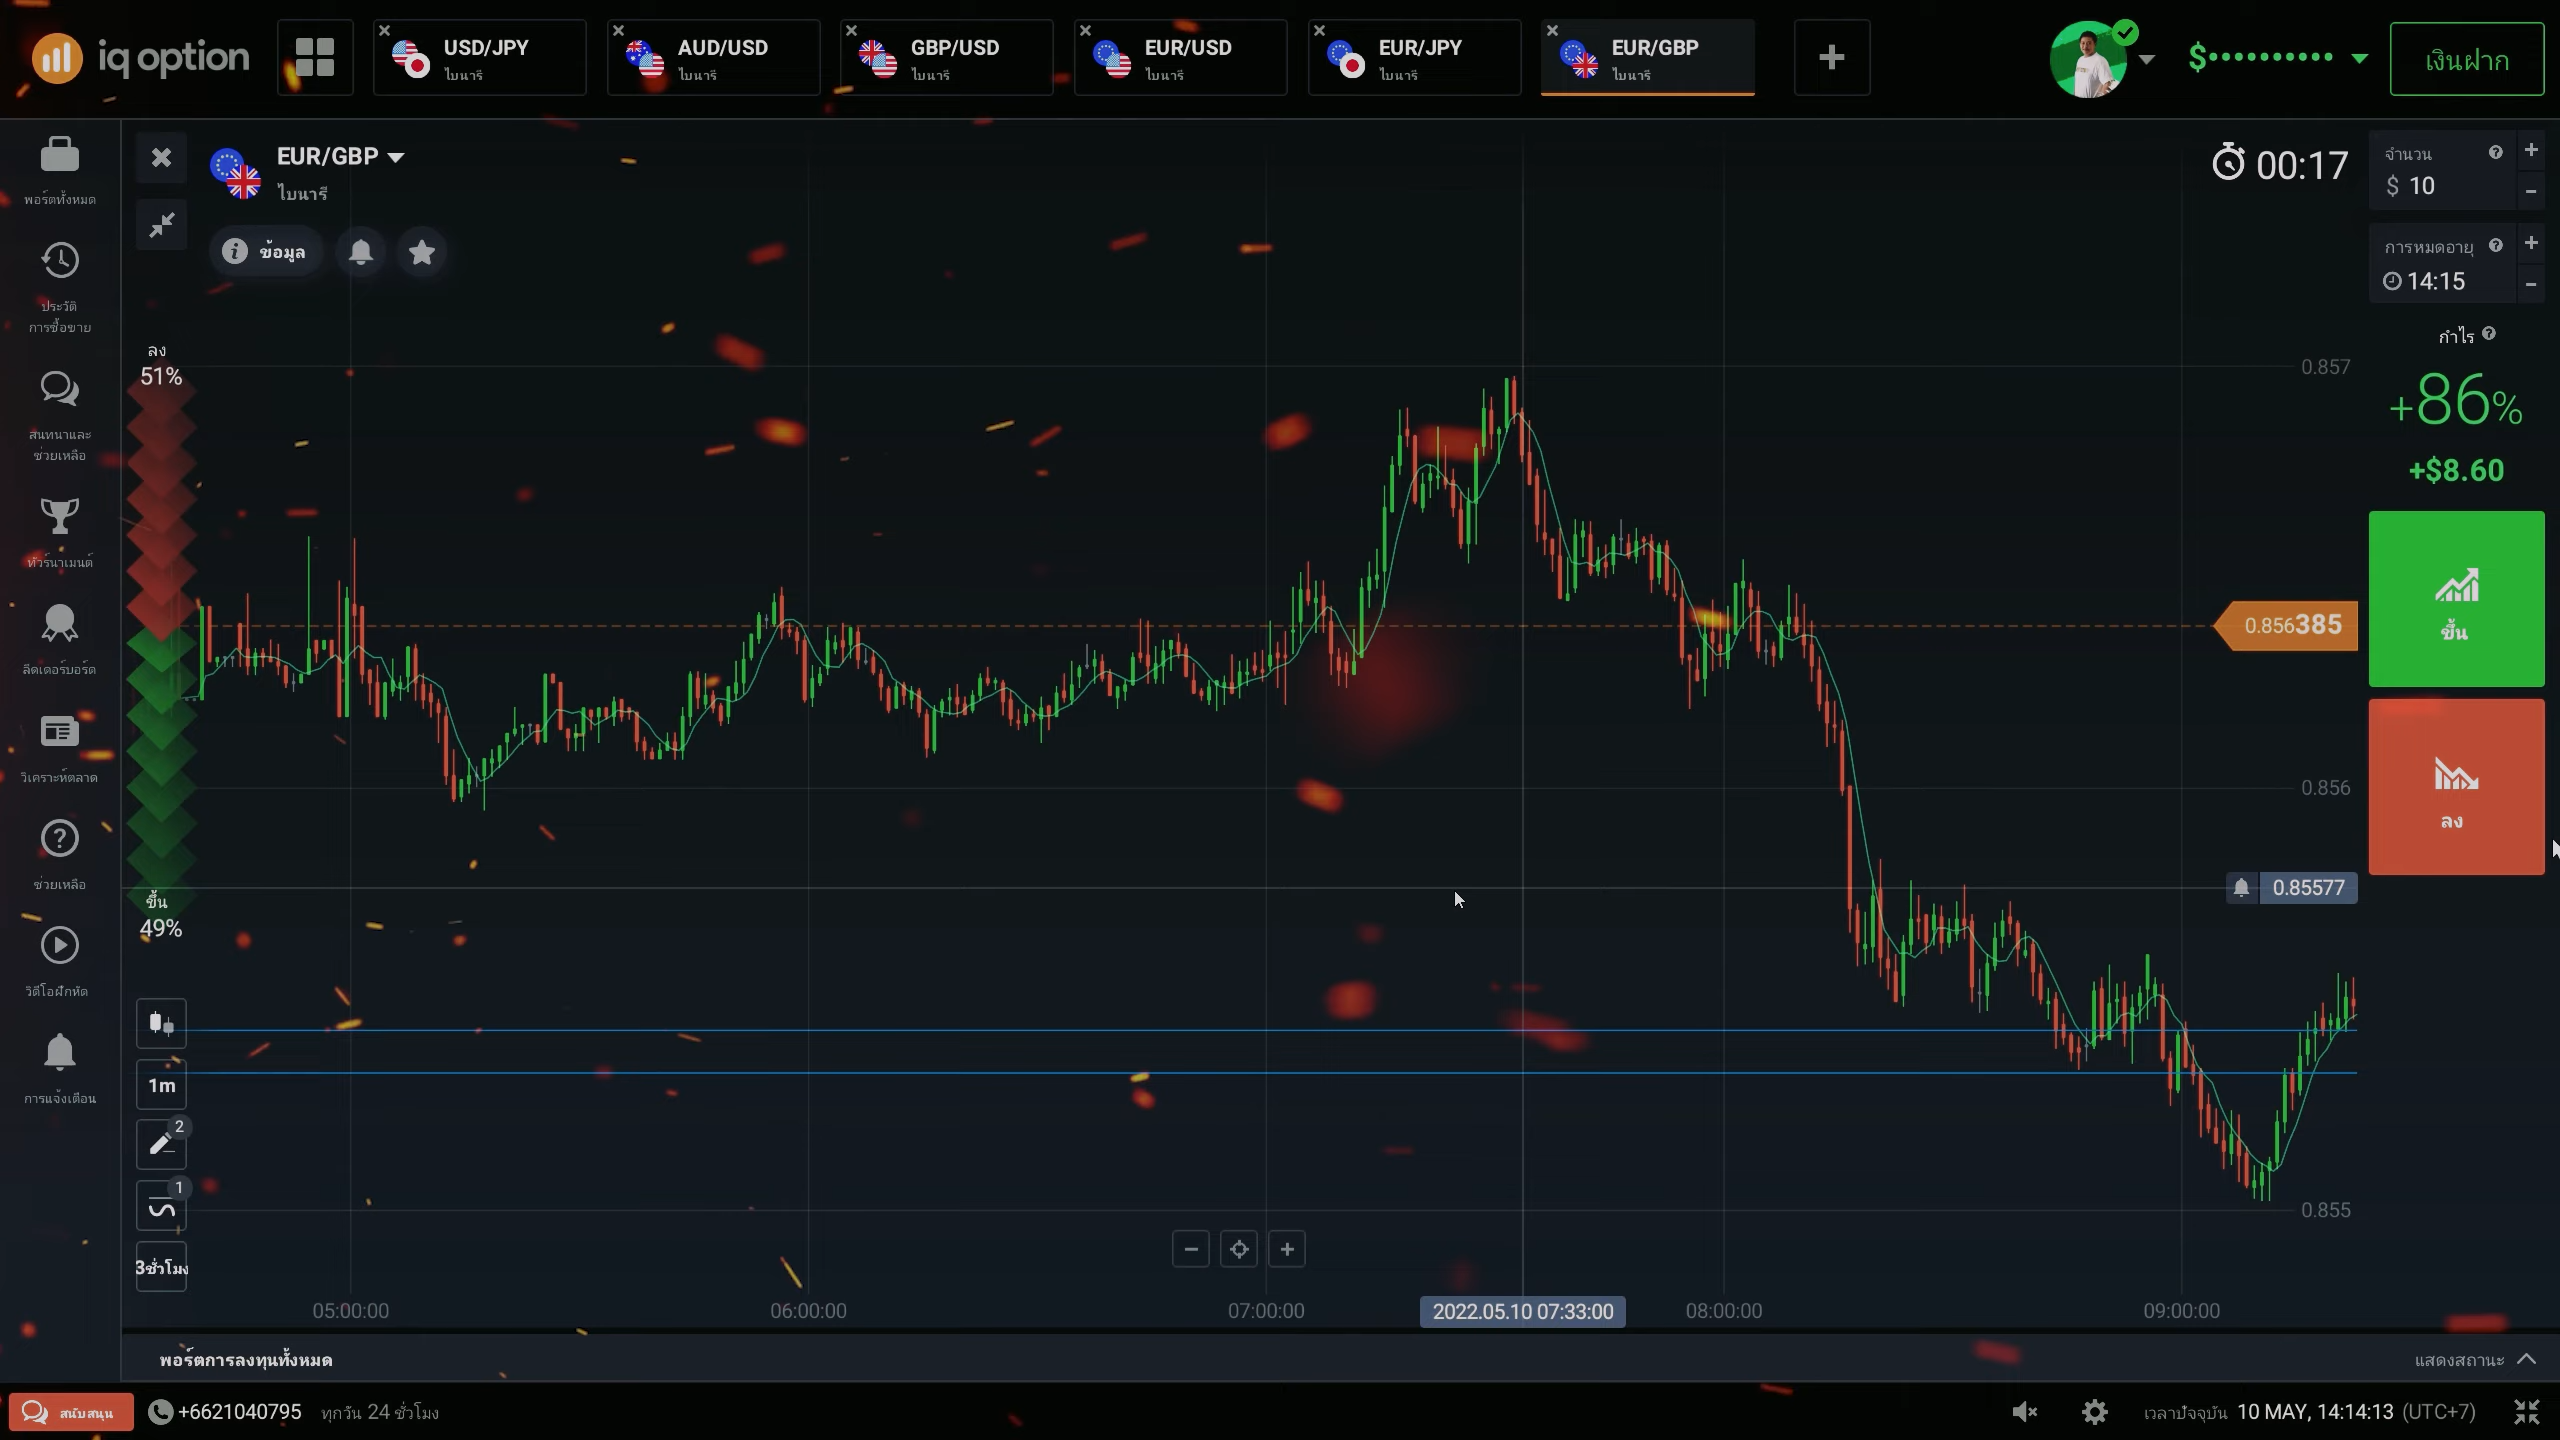 iq option
USD/JPY
ไบนารี
AUD/USD
ไบนารี
GBP/USD
ไบนารี
EUR/USD
ไบนารี
EUR/JPY
ไบนารี
EUR/GBP
ไบนารี
$••••••••••
เงินฝาก
พอร์ตทั้งหมด
ประวัติ
การซื้อขาย
สนทนาและ
ช่วยเหลือ
ทัวร์นาเมนต์
ลีดเดอร์บอร์ด
วิเคราะห์ตลาด
ช่วยเหลือ
วิดีโอฝึกหัด
การแจ้งเตือน
EUR/GBP
ไบนารี
ข้อมูล
00:17
ลง
51%
ขึ้น
49%
1m
2
1
3ชั่วโมง
0.857
0.856385
0.856
0.85577
0.855
05:00:00
06:00:00
07:00:00
2022.05.10 07:33:00
08:00:00
09:00:00
จำนวน
$ 10
การหมดอายุ
14:15
กำไร
+86%
+$8.60
ขึ้น
ลง
พอร์ตการลงทุนทั้งหมด
แสดงสถานะ
สนับสนุน
+6621040795
ทุกวัน 24 ชั่วโมง
เวลาปัจจุบัน 10 MAY, 14:14:13 (UTC+7)